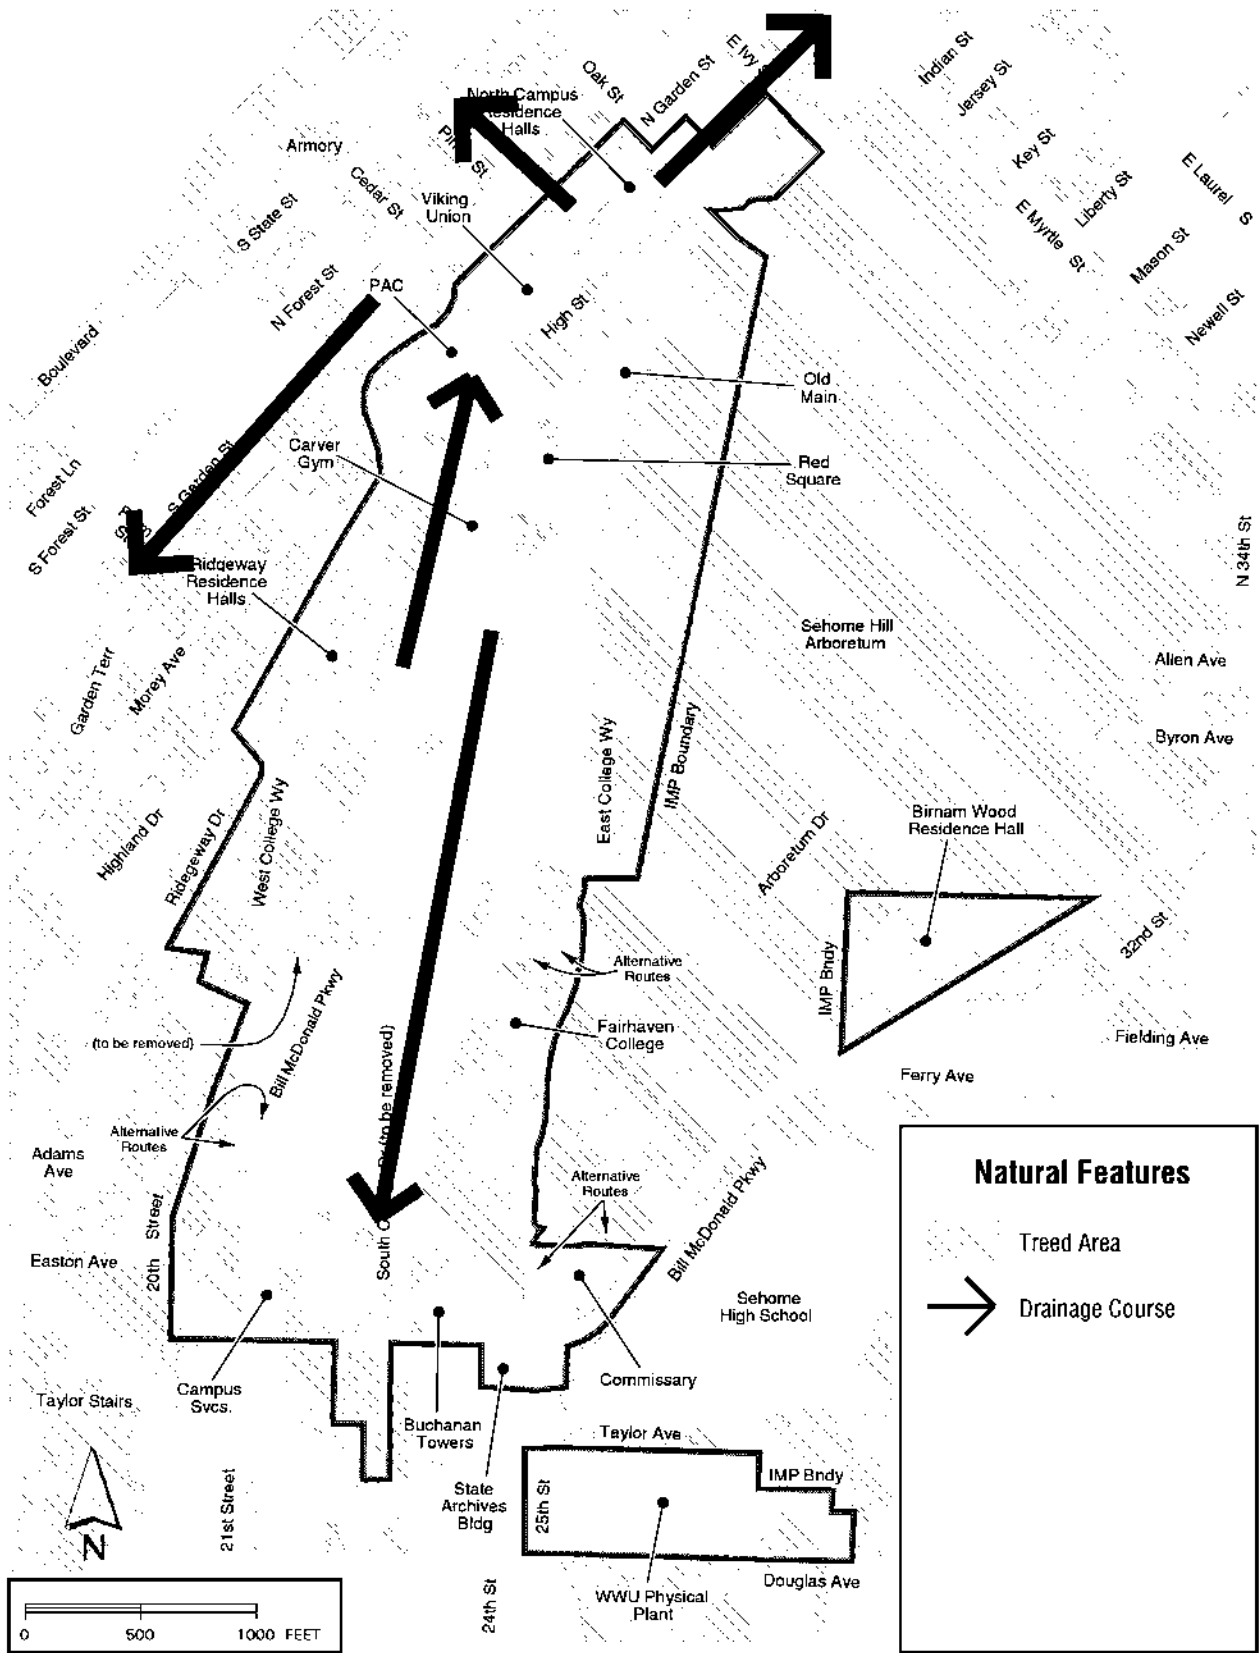 Oak St
N Garden St
E Ivy
Indian St
Jersey St
Key St
Liberty St
E Laurel S
E Myrtle St
Mason St
Newell St
North Campus
Residence
Halls
Armory
Cedar St
Viking
Union
S State St
N Forest St
PAC
High St
Boulevard
Old
Main
Carver
Gym
Red
Square
Forest Ln
S Garden St
S Forest St
N 34th St
Ridgeway
Residence
Halls
Sehome Hill
Arboretum
Garden Terr
Morey Ave
Allen Ave
Byron Ave
IMP Boundary
East College Wy
West College Wy
Highland Dr
Ridegeway Dr
Arboretum Dr
Birnam Wood
Residence Hall
IMP Bndy
32nd St
Alternative
Routes
Fairhaven
College
(to be removed)
Bill McDonald Pkwy
Fielding Ave
Ferry Ave
Alternative
Routes
Adams
Ave
20th Street
Easton Ave
Dr (to be removed)
South C
Alternative
Routes
Bill McDonald Pkwy
Sehome
High School
Commissary
Taylor Stairs
Campus
Svcs.
Buchanan
Towers
State
Archives
Bldg
Taylor Ave
IMP Bndy
25th St
WWU Physical
Plant
Douglas Ave
21st Street
24th St
N
0 500 1000 FEET
Natural Features
Treed Area
Drainage Course